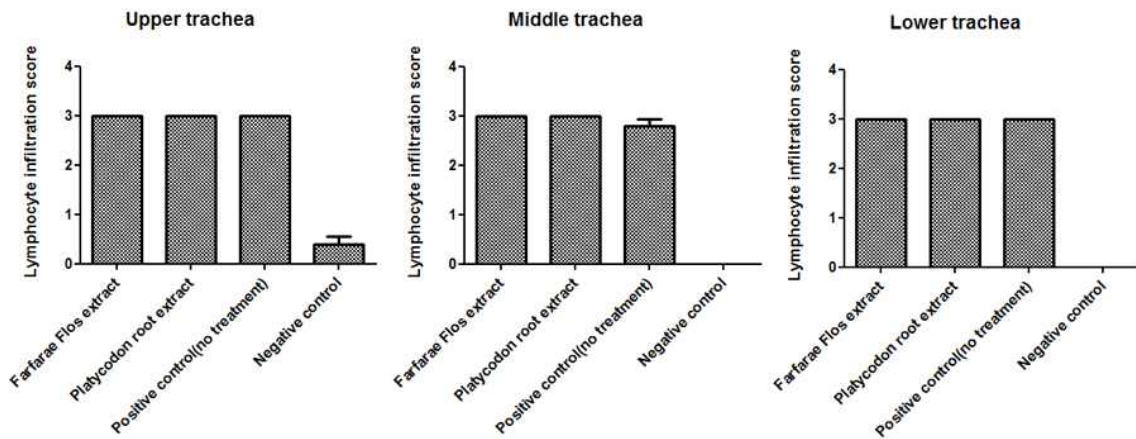 Upper trachea
Lymphocyte infiltration score
4
3
2
1
0
Farfarae Flos extract
Platycodon root extract
Positive control(no treatment)
Negative control
Middle trachea
Lymphocyte infiltration score
4
3
2
1
0
Farfarae Flos extract
Platycodon root extract
Positive control(no treatment)
Negative control
Lower trachea
Lymphocyte infiltration score
4
3
2
1
0
Farfarae Flos extract
Platycodon root extract
Positive control(no treatment)
Negative control